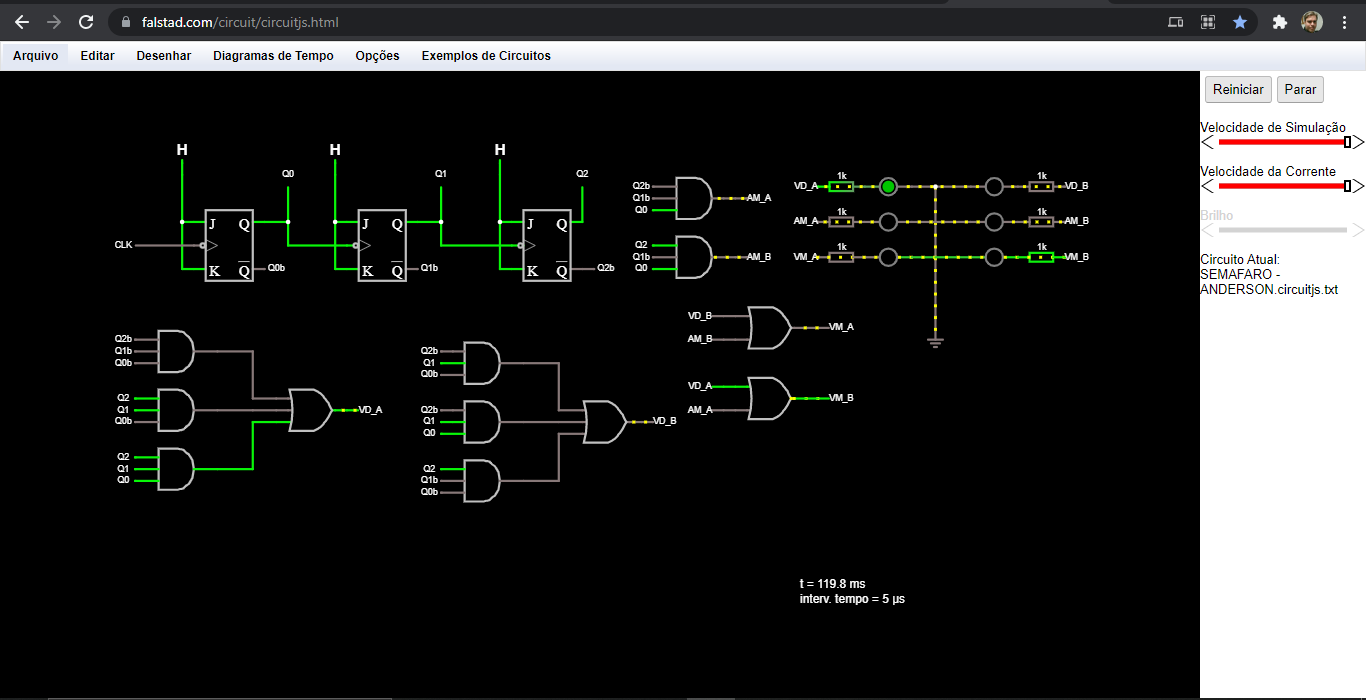 falstad.com/circuit/circuitjs.html
Arquivo Editar Desenhar Diagramas de Tempo Opções Exemplos de Circuitos
Reiniciar Parar
Velocidade de Simulação
Velocidade da Corrente
Brilho
Circuito Atual:
SEMAFARO -
ANDERSON.circuitjs.txt
H H H
Q0 Q1 Q2
J Q J Q J Q
CLK
K Q Q0b K Q Q1b K Q Q2b
Q2b
Q1b AM_A
Q0
Q2
Q1b AM_B
Q0
1k 1k
VD_A VD_B
1k 1k
AM_A AM_B
1k 1k
VM_A VM_B
VD_B
VM_A
AM_B
VD_A
VM_B
AM_A
Q2b
Q1b
Q0b
Q2
Q1 VD_A
Q0b
Q2
Q1
Q0
Q2b
Q1
Q0b
Q2b
Q1 VD_B
Q0
Q2
Q1b
Q0b
t = 119.8 ms
interv. tempo = 5 µs